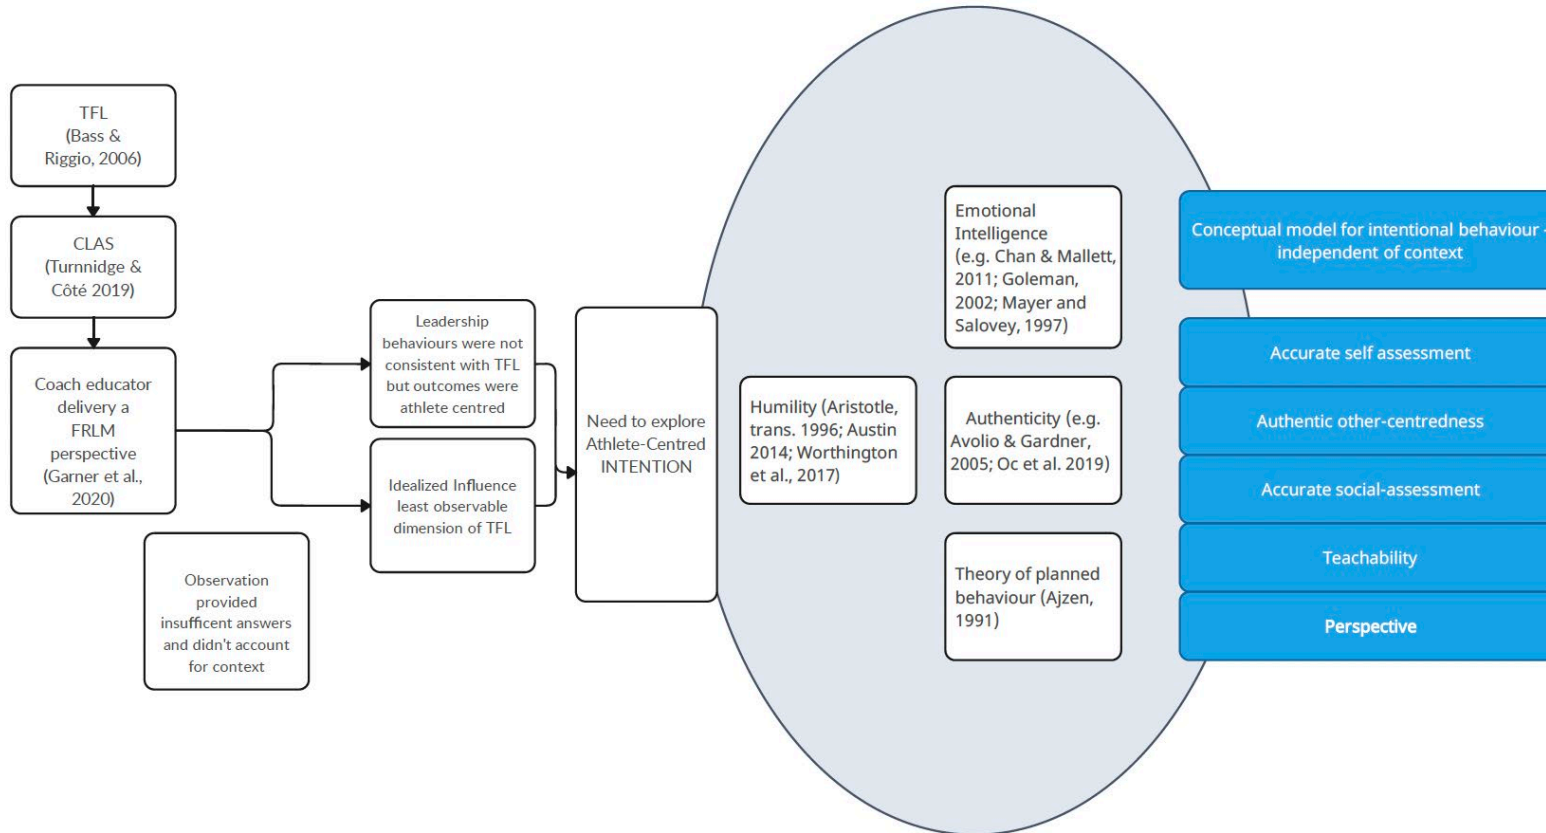 TFL
(Bass &
Riggio, 2006)
CLAS
(Turnnidge &
Côté 2019)
Coach educator
delivery a
FRLM
perspective
(Garner et al.,
2020)
Observation
provided
insufficent answers
and didn't account
for context
Leadership
behaviours were not
consistent with TFL
but outcomes were
athlete centred
Idealized Influence
least observable
dimension of TFL
Need to explore
Athlete-Centred
INTENTION
Humility (Aristotle,
trans. 1996; Austin
2014; Worthington
et al., 2017)
Emotional
Intelligence
(e.g. Chan & Mallett,
2011; Goleman,
2002; Mayer and
Salovey, 1997)
Authenticity (e.g.
Avolio & Gardner,
2005; Oc et al. 2019)
Theory of planned
behaviour (Ajzen,
1991)
Conceptual model for intentional behaviour -
independent of context
Accurate self assessment
Authentic other-centredness
Accurate social-assessment
Teachability
Perspective